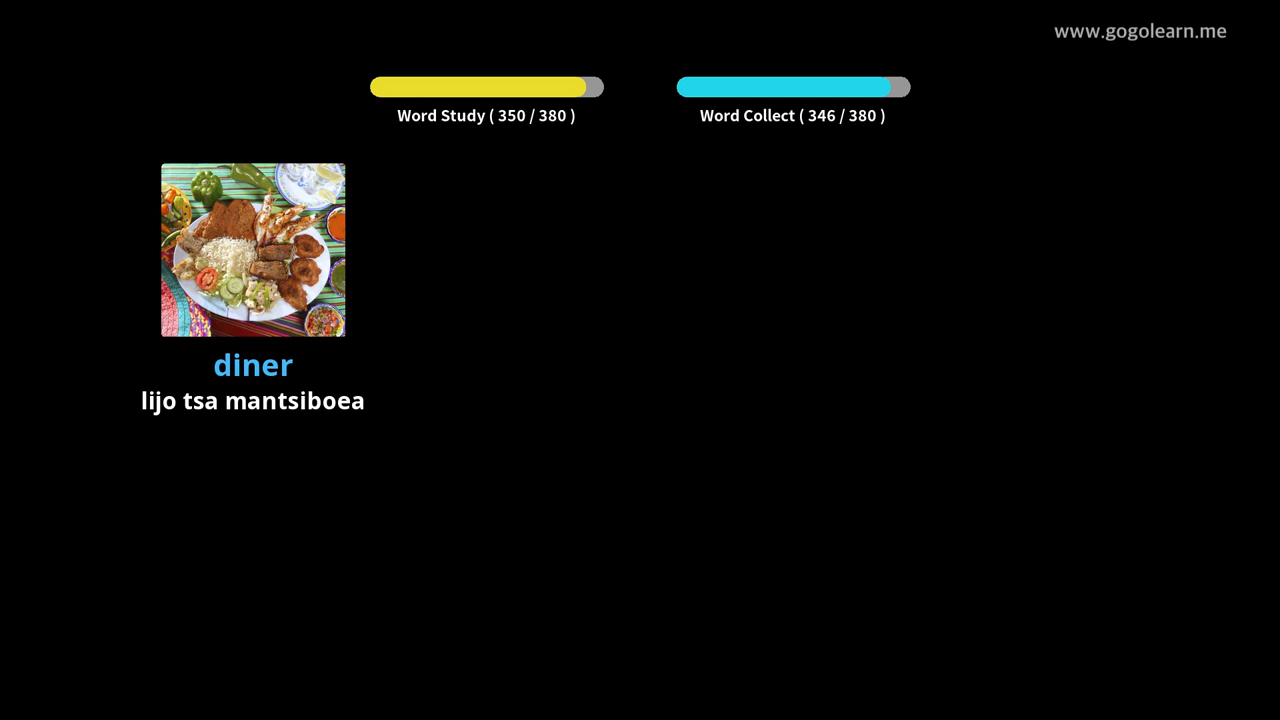 www.gogolearn.me
Word Study ( 350 / 380 )
Word Collect ( 346 / 380 )
diner
lijo tsa mantsiboea